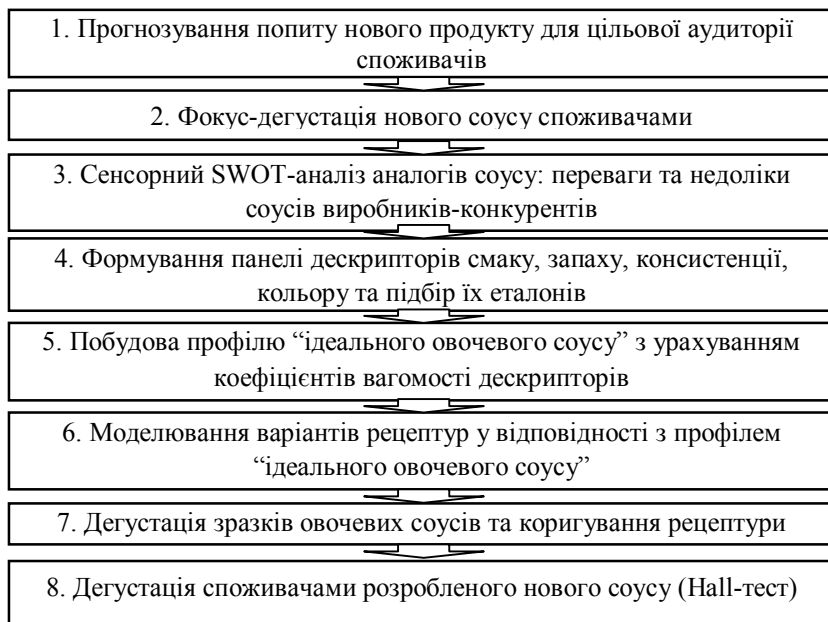 1. Прогнозування попиту нового продукту для цільової аудиторії
споживачів
2. Фокус-дегустація нового соусу споживачами
3. Сенсорний SWOT-аналіз аналогів соусу: переваги та недоліки
соусів виробників-конкурентів
4. Формування панелі дескрипторів смаку, запаху, консистенції,
кольору та підбір їх еталонів
5. Побудова профілю “ідеального овочевого соусу” з урахуванням
коефіцієнтів вагомості дескрипторів
6. Моделювання варіантів рецептур у відповідності з профілем
“ідеального овочевого соусу”
7. Дегустація зразків овочевих соусів та коригування рецептури
8. Дегустація споживачами розробленого нового соусу (Hall-тест)